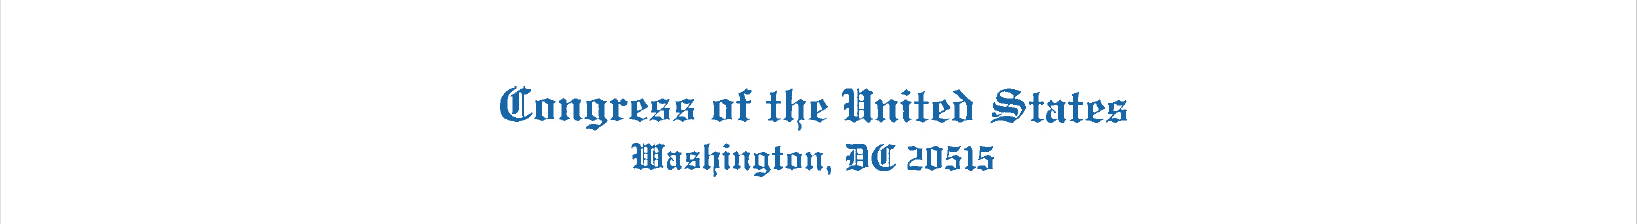 Congress of the United States
Washington, DC 20515